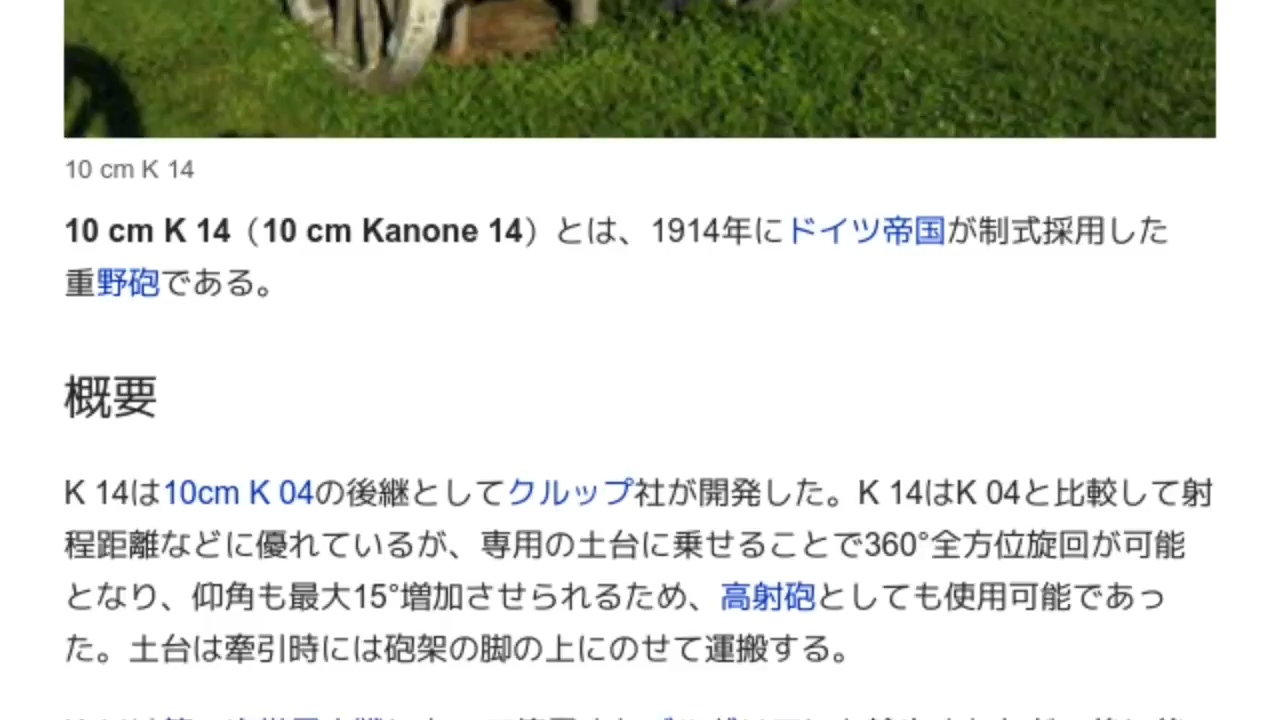 10 cm K 14
10 cm K 14（10 cm Kanone 14）とは、1914年にドイツ帝国が制式採用した
重野砲である。
概要
K 14は10cm K 04の後継としてクルップ社が開発した。K 14はK 04と比較して射
程距離などに優れているが、専用の土台に乗せることで360°全方位旋回が可能
となり、仰角も最大15°増加させられるため、高射砲としても使用可能であっ
た。土台は牽引時には砲架の脚の上にのせて運搬する。